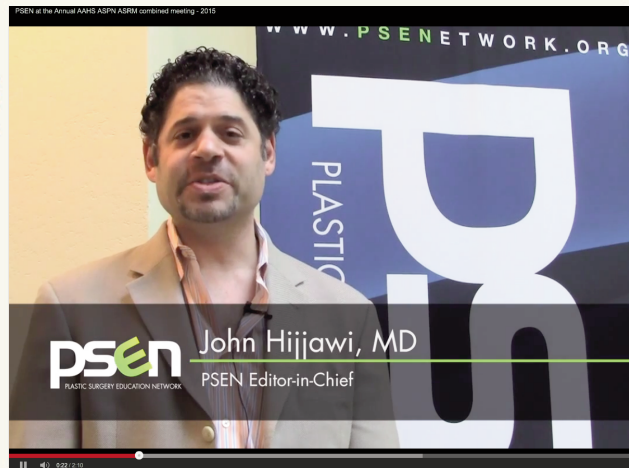 PSEN at the Annual AAHS ASPN ASRM combined meeting - 2015
WWW.PSENETWORK.ORG
PS
PLASTIC
psen
PLASTIC SURGERY EDUCATION NETWORK
John Hijjawi, MD
PSEN Editor-in-Chief
0:22 / 2:10